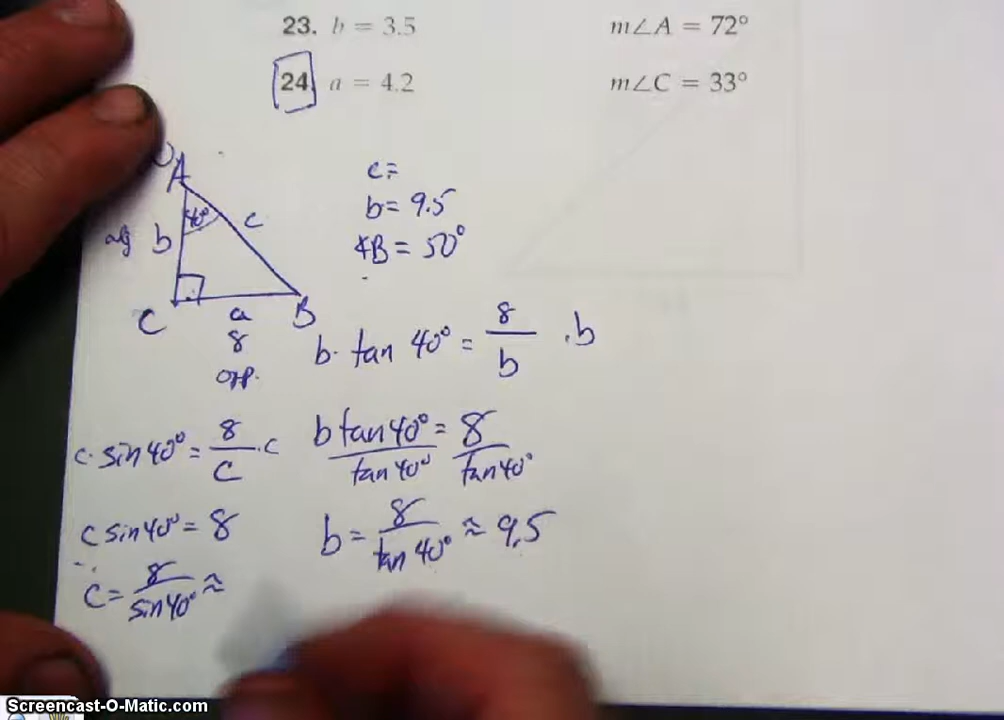 23. b = 3.5 m∠A = 72°
24 a = 4.2 m∠C = 33°
A
40°
c
adj b
C
a
B
8
opp.
c=
b= 9.5
∡B = 50°
b· tan 40° = 8/b ·b
c· sin 40° = 8/c ·c
b tan 40° / tan 40° = 8 / tan 40°
c sin 40° = 8
b = 8 / tan 40° ≈ 9.5
c = 8 / sin 40° ≈
Screencast-O-Matic.com